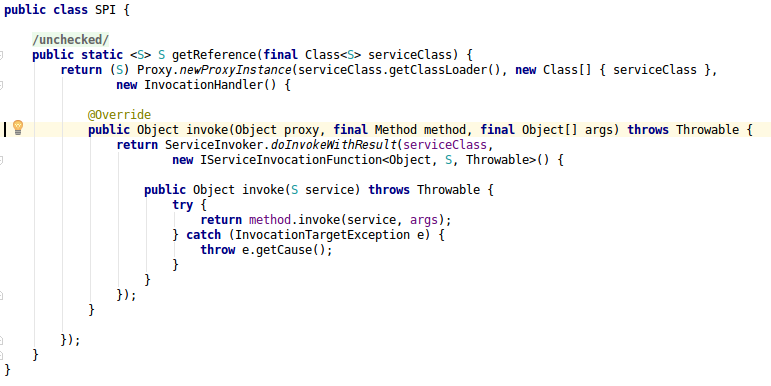 public class SPI {
/unchecked/
public static <S> S getReference(final Class<S> serviceClass) {
return (S) Proxy.newProxyInstance(serviceClass.getClassLoader(), new Class[] { serviceClass },
new InvocationHandler() {
@Override
public Object invoke(Object proxy, final Method method, final Object[] args) throws Throwable {
return ServiceInvoker.doInvokeWithResult(serviceClass,
new IServiceInvocationFunction<Object, S, Throwable>() {
public Object invoke(S service) throws Throwable {
try {
return method.invoke(service, args);
} catch (InvocationTargetException e) {
throw e.getCause();
}
}
});
}
});
}
}